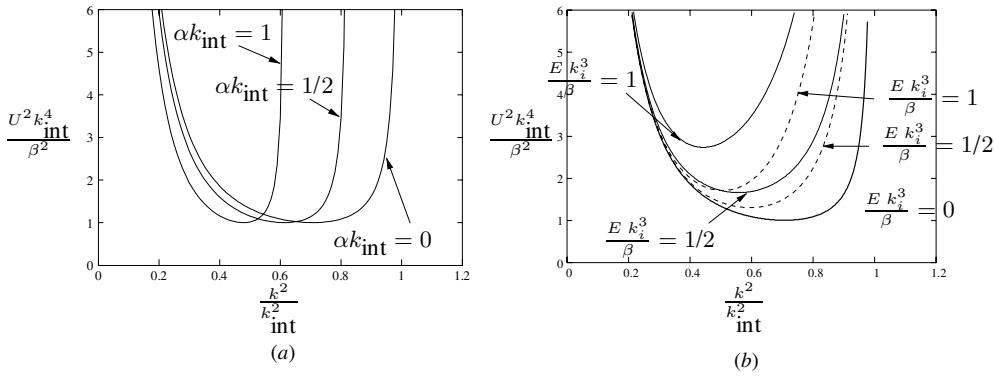 6
5
4
3
2
1
0
0
0.2
0.4
0.6
0.8
1
1.2
αk_int = 1
αk_int = 1/2
αk_int = 0
U²k⁴_int / β²
k² / k²_int
(a)
6
5
4
3
2
1
0
0
0.2
0.4
0.6
0.8
1
1.2
E k_i³ / β = 1
E k_i³ / β = 1
E k_i³ / β = 1/2
E k_i³ / β = 0
E k_i³ / β = 1/2
U²k⁴_int / β²
k² / k²_int
(b)